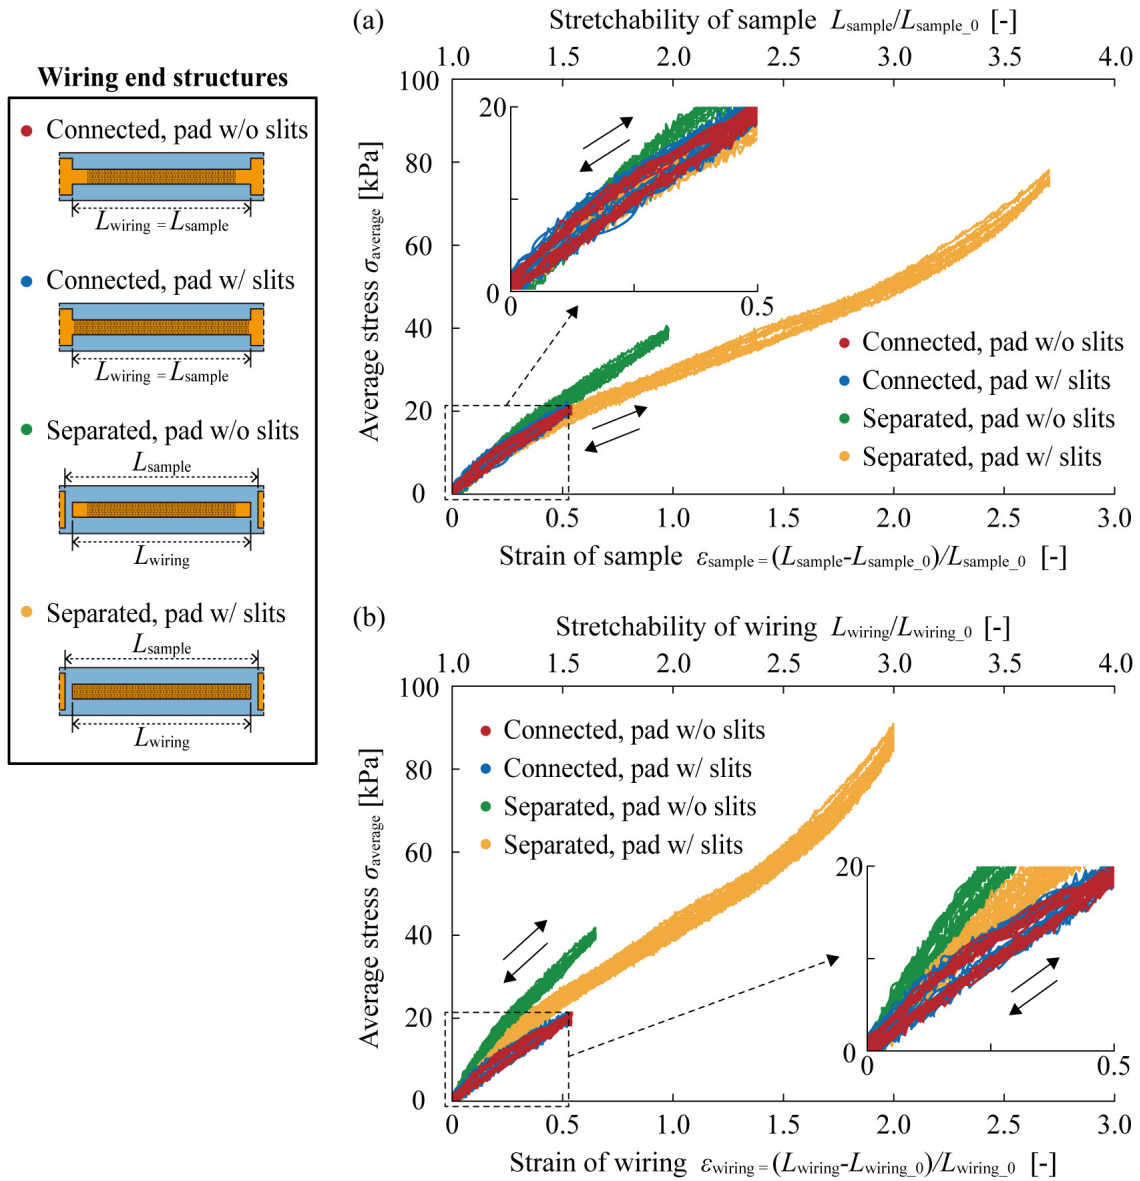 Wiring end structures
Connected, pad w/o slits
Lwiring = Lsample
Connected, pad w/ slits
Lwiring = Lsample
Separated, pad w/o slits
Lsample
Lwiring
Separated, pad w/ slits
Lsample
Lwiring
(a)
Stretchability of sample Lsample/Lsample_0 [-]
1.0 1.5 2.0 2.5 3.0 3.5 4.0
Average stress σaverage [kPa]
100
80
60
40
20
0
20
0
0 0.5
Connected, pad w/o slits
Connected, pad w/ slits
Separated, pad w/o slits
Separated, pad w/ slits
0 0.5 1.0 1.5 2.0 2.5 3.0
Strain of sample εsample = (Lsample-Lsample_0)/Lsample_0 [-]
(b)
Stretchability of wiring Lwiring/Lwiring_0 [-]
1.0 1.5 2.0 2.5 3.0 3.5 4.0
Average stress σaverage [kPa]
100
80
60
40
20
0
Connected, pad w/o slits
Connected, pad w/ slits
Separated, pad w/o slits
Separated, pad w/ slits
20
0
0 0.5
0 0.5 1.0 1.5 2.0 2.5 3.0
Strain of wiring εwiring = (Lwiring-Lwiring_0)/Lwiring_0 [-]